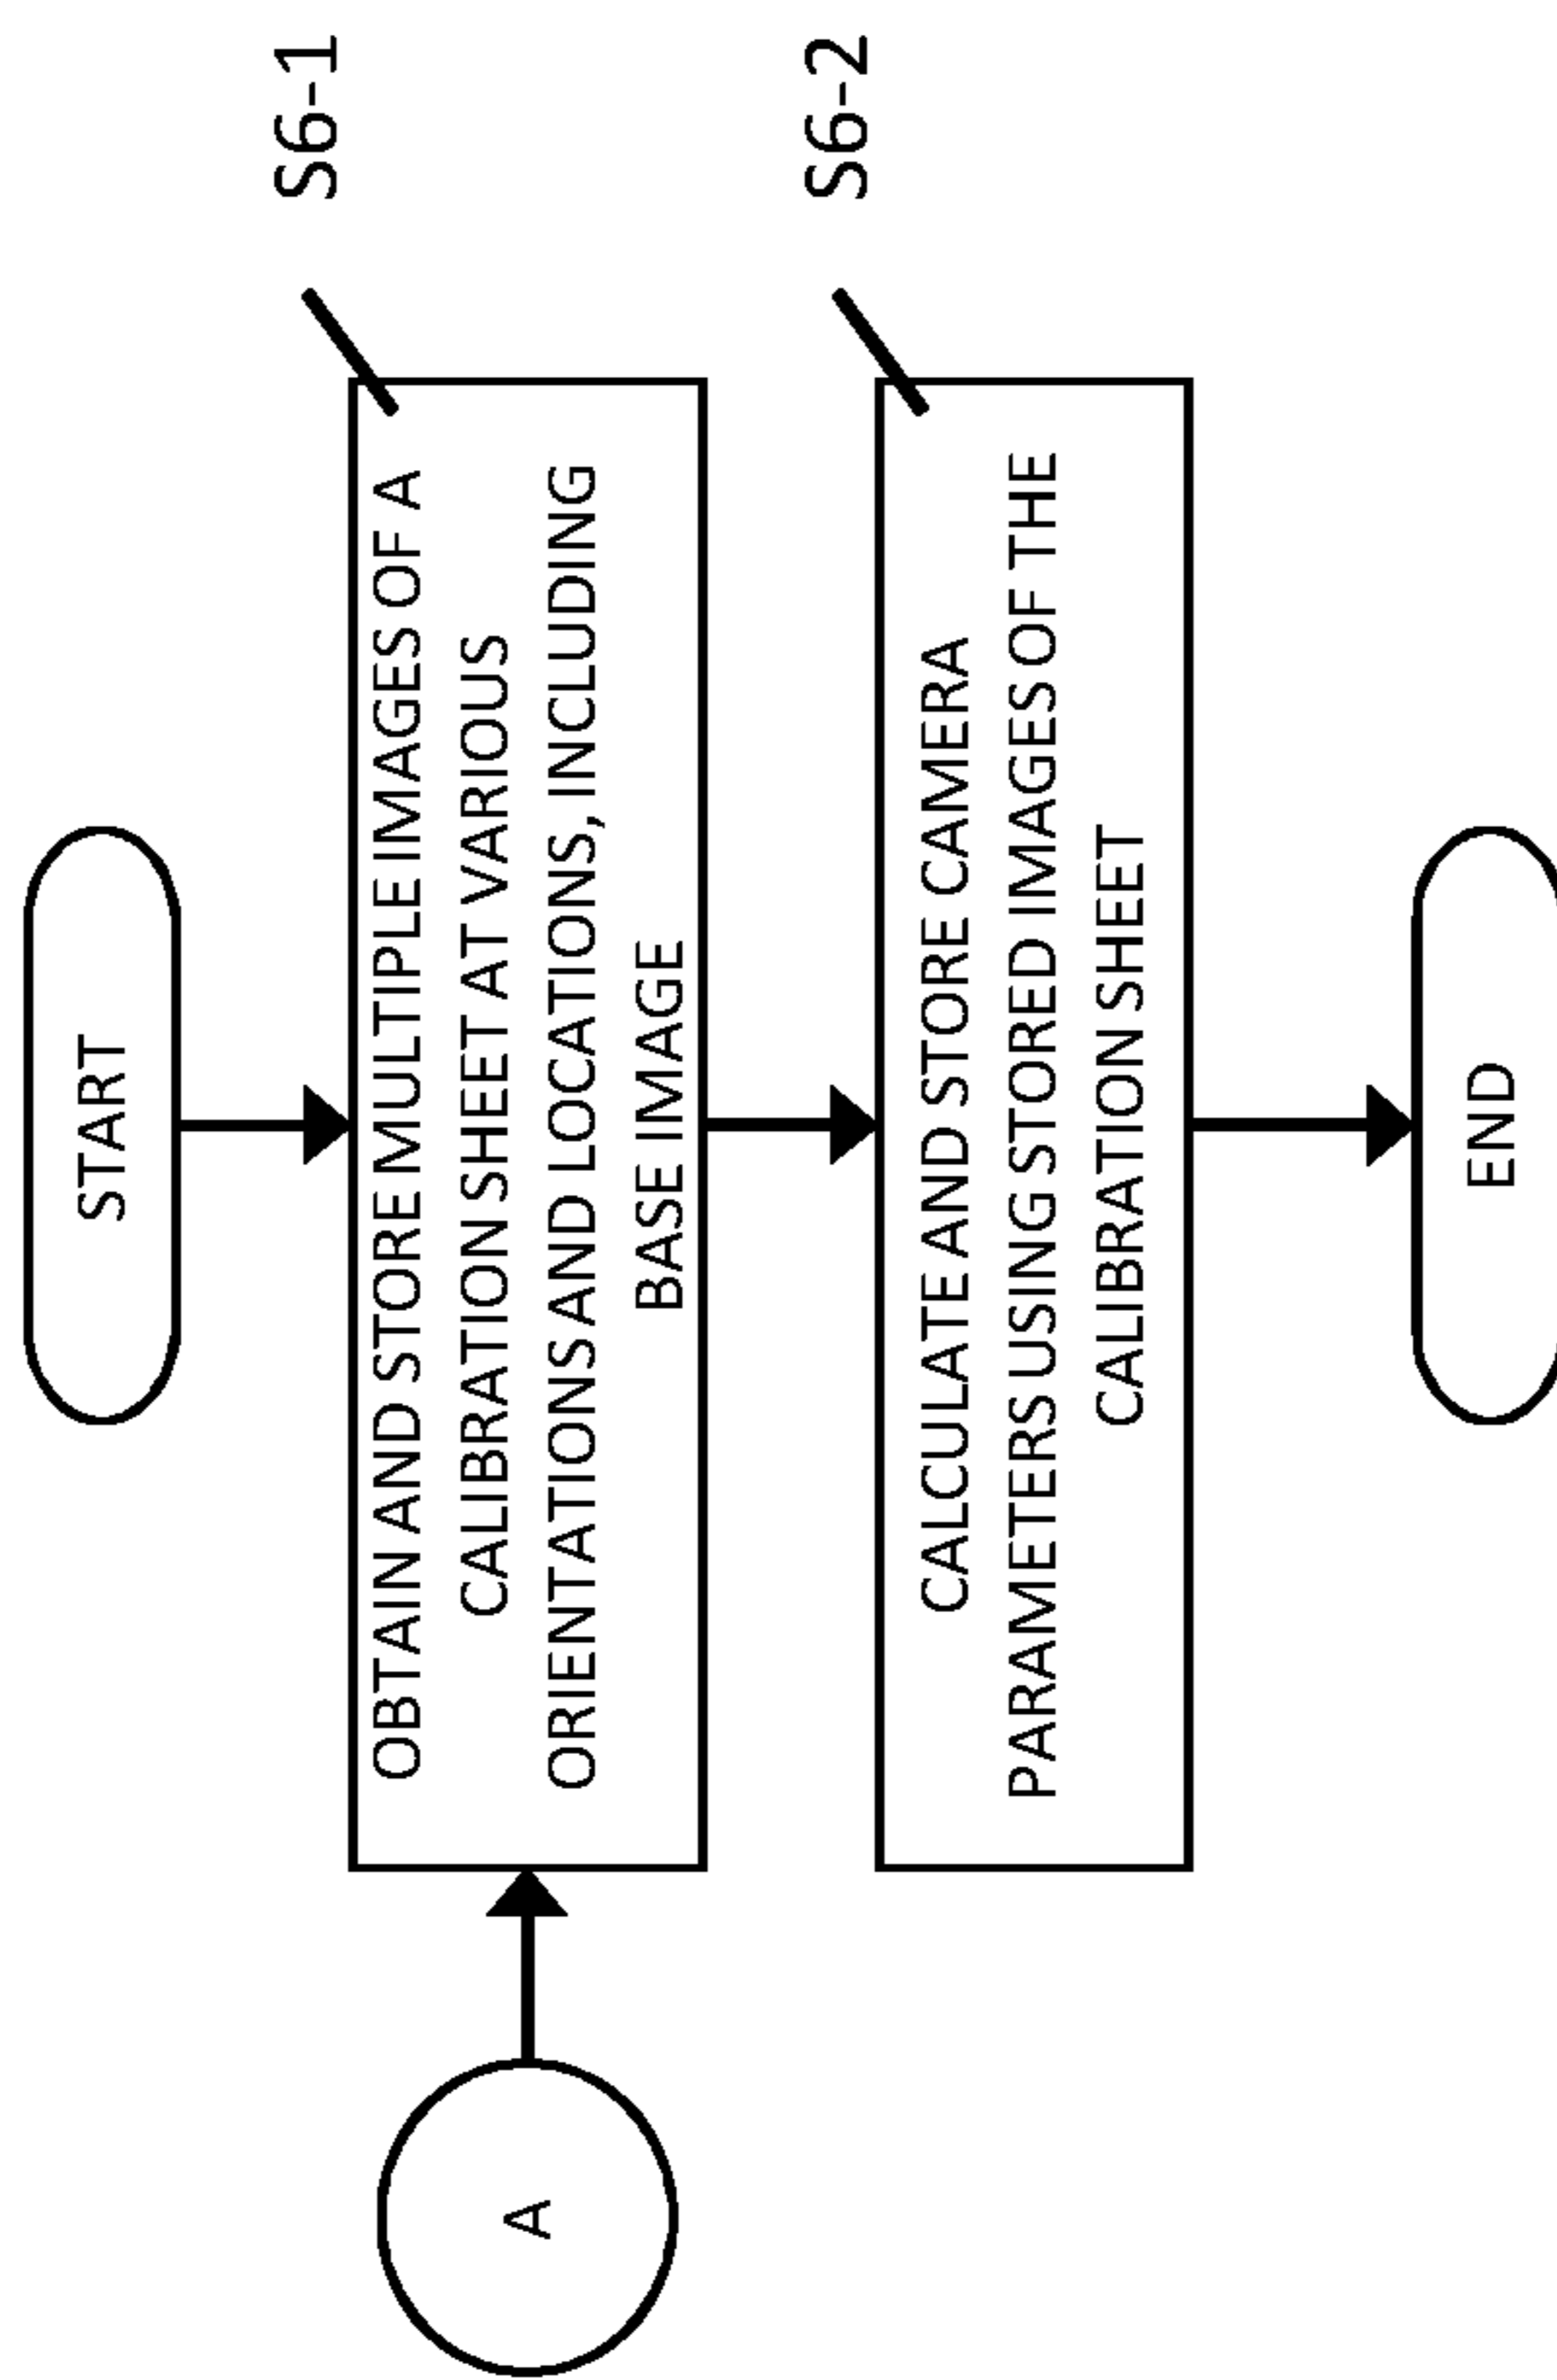 START
S6-1
OBTAIN AND STORE MULTIPLE IMAGES OF A
CALIBRATION SHEET AT VARIOUS
ORIENTATIONS AND LOCATIONS, INCLUDING
BASE IMAGE
A
S6-2
CALCULATE AND STORE CAMERA
PARAMETERS USING STORED IMAGES OF THE
CALIBRATION SHEET
END